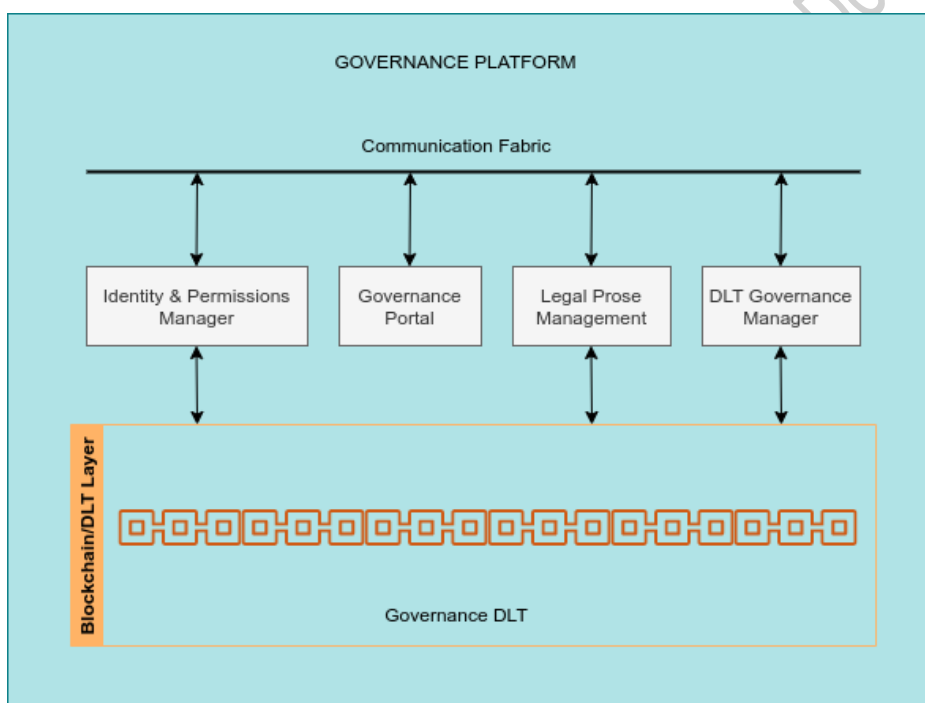 GOVERNANCE PLATFORM
Communication Fabric
Identity & Permissions
Manager
Governance
Portal
Legal Prose
Management
DLT Governance
Manager
Blockchain/DLT Layer
Governance DLT